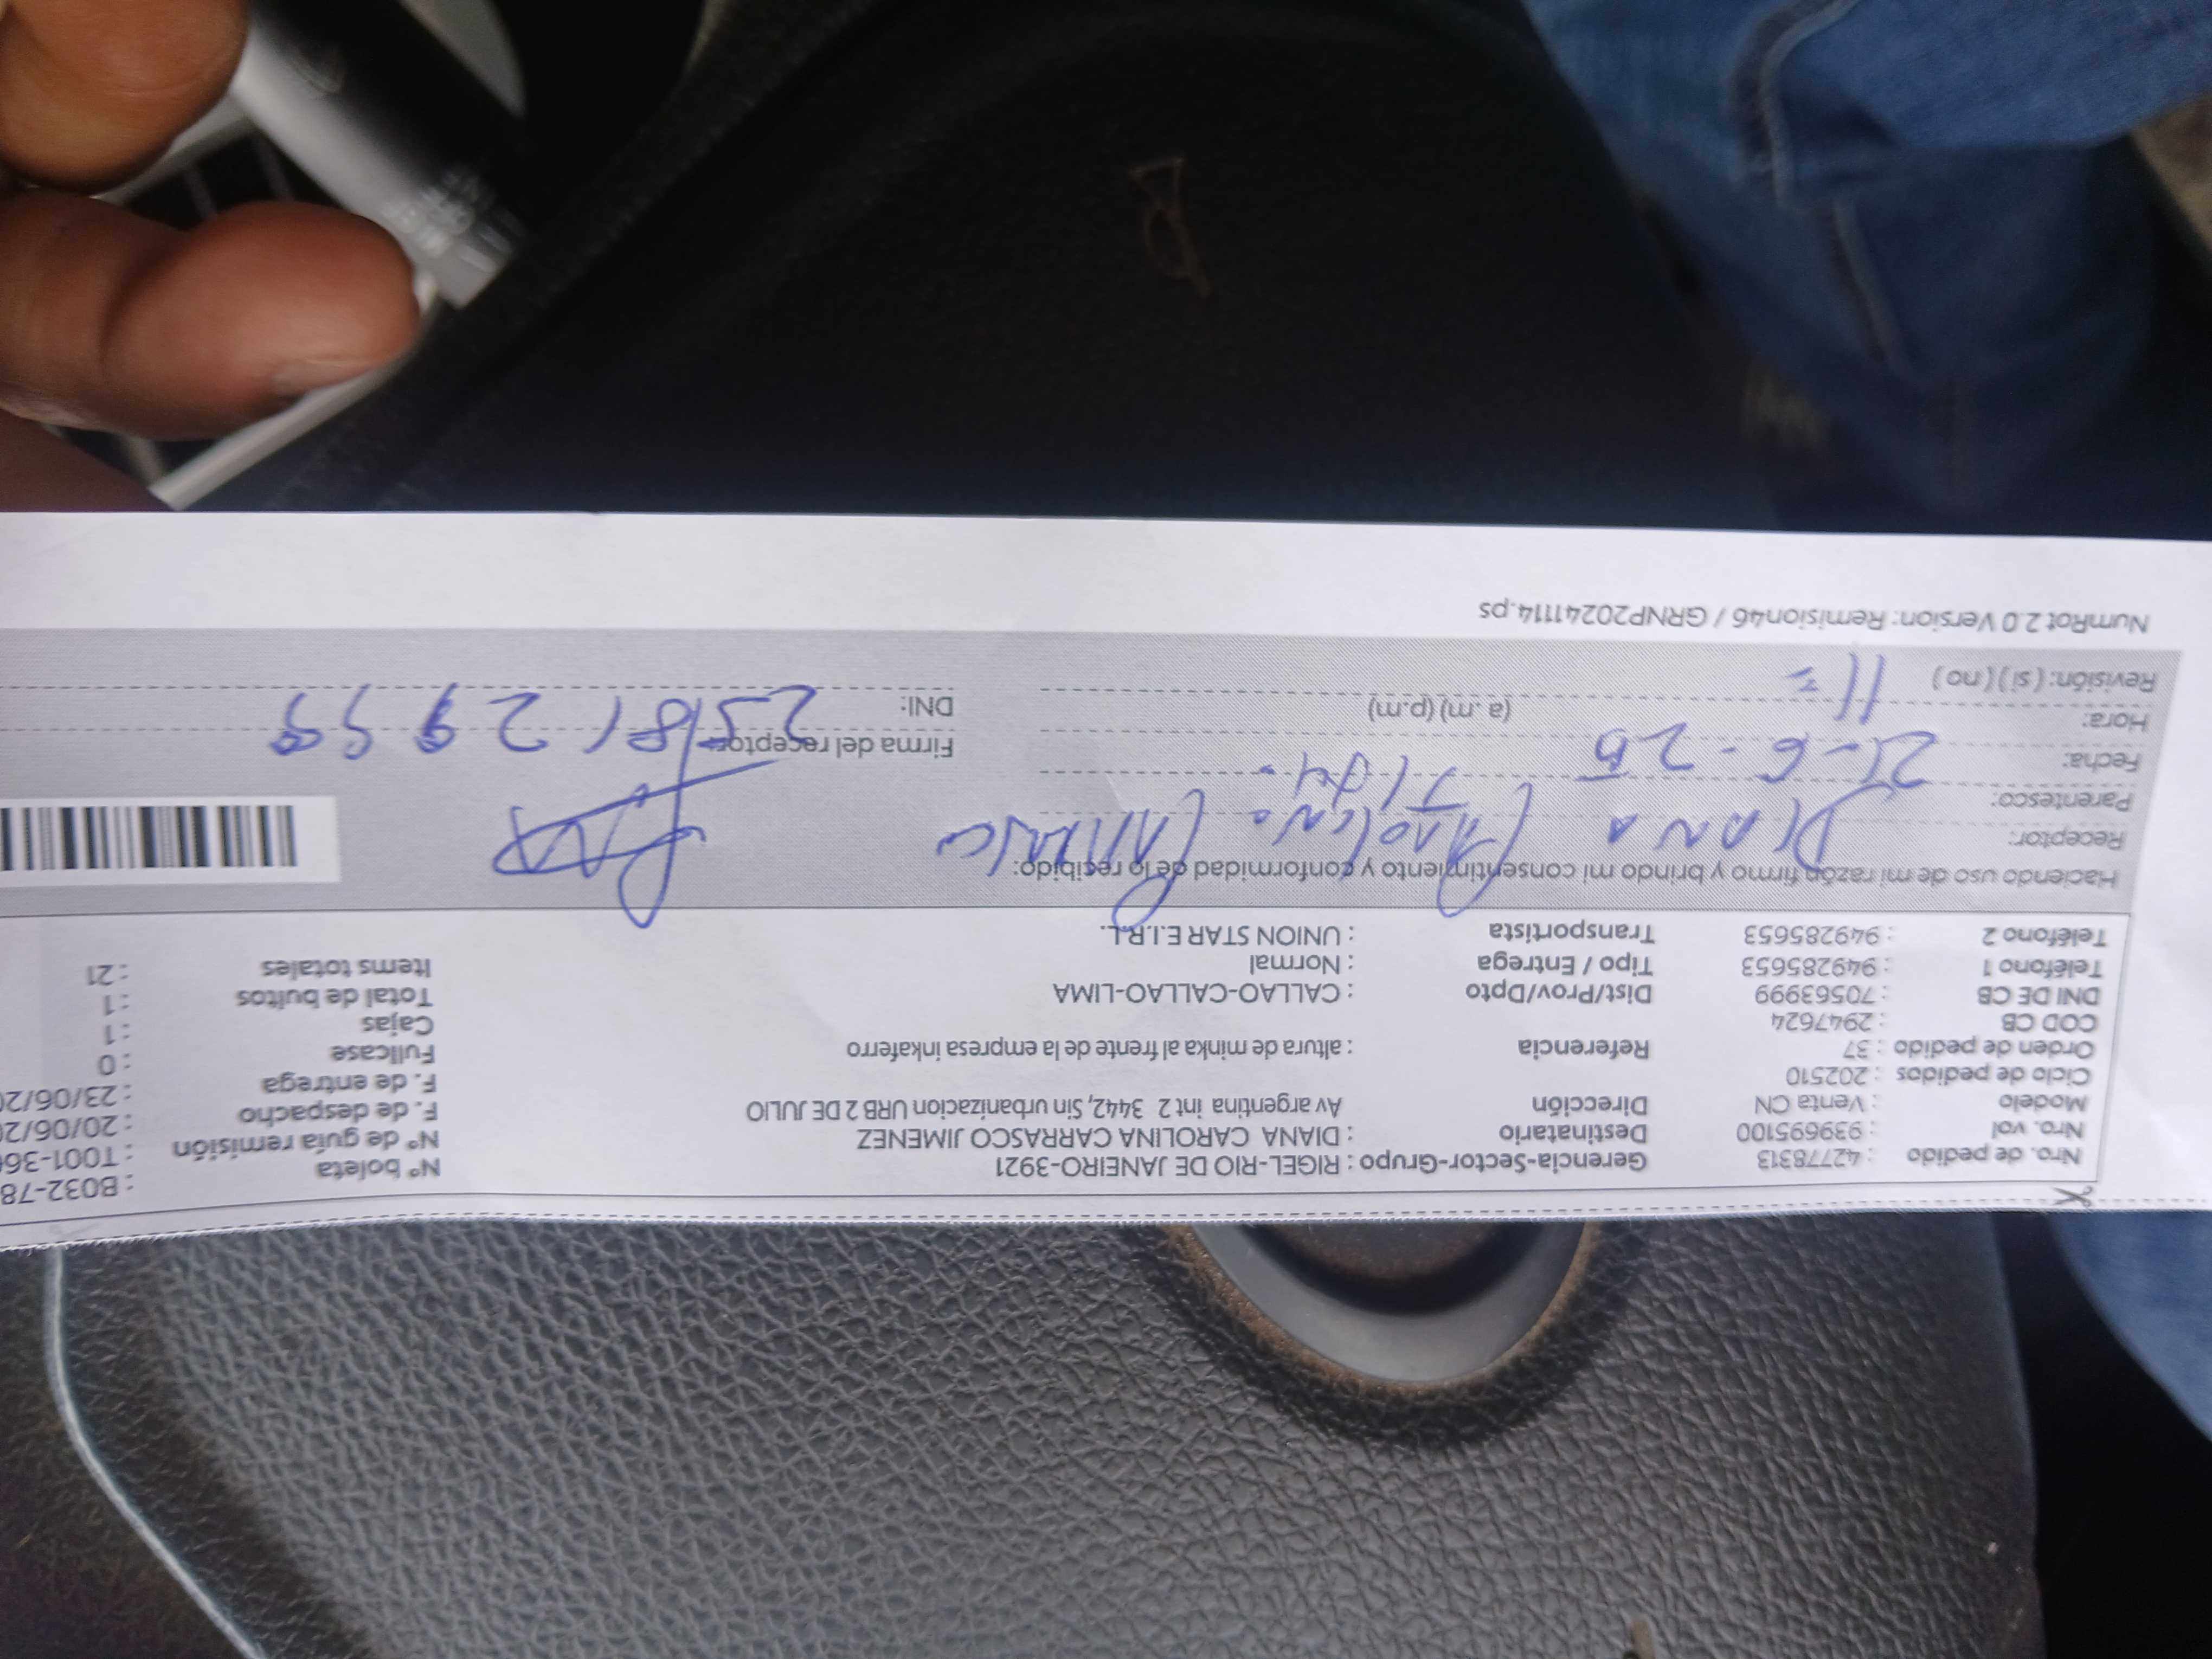 Nro. de pedido : 42778313 Gerencia-Sector-Grupo : RIGEL-RIO DE JANEIRO-3921 Nº boleta : B032-78
Nro. vol : 939695100 Destinatario : DIANA CAROLINA CARRASCO JIMENEZ Nº de guía remisión : T001-36
Modelo : Venta CN Dirección Av argentina int 2 3442, Sin urbanizacion URB 2 DE JULIO F. de despacho : 20/06/20
Ciclo de pedidos : 202510 F. de entrega : 23/06/20
Orden de pedido : 37 Referencia : altura de minka al frente de la empresa inkaferro Fullcase : 0
COD CB : 2947624 Cajas : 1
DNI DE CB : 70563999 Dist/Prov/Dpto : CALLAO-CALLAO-LIMA Total de bultos : 1
Teléfono 1 : 949285653 Tipo / Entrega : Normal Items totales : 21
Teléfono 2 : 949285653 Transportista : UNION STAR E.I.R.L.
Haciendo uso de mi razón firmo y brindo mi consentimiento y conformidad de lo recibido:
Receptor: DIANA CAROLINA CARRASCO
Parentesco:
Fecha: 21-6-25 Firma del receptor
Hora: 11 (a.m) (p.m) DNI:
Revisión: (si) (no)
NumRot 2.0 Version: Remision46 / GRNP20241114.ps